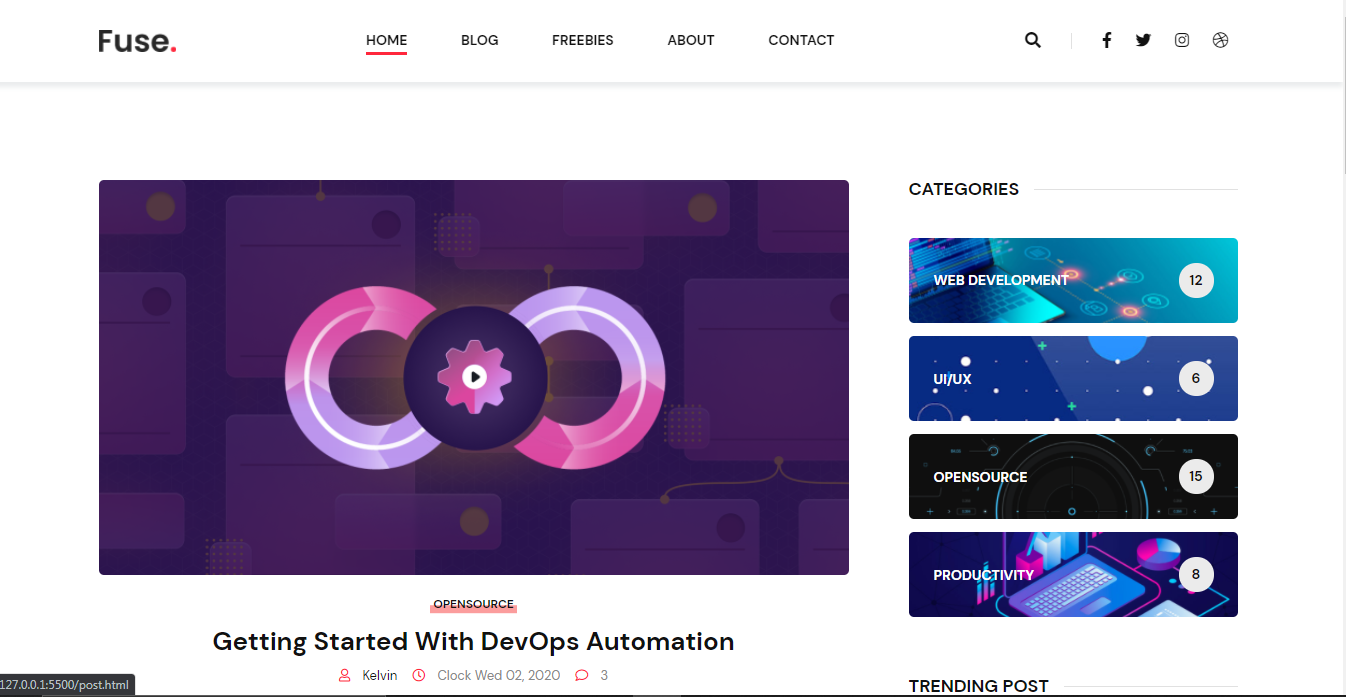 Fuse.
HOME BLOG FREEBIES ABOUT CONTACT
CATEGORIES
WEB DEVELOPMENT 12
UI/UX 6
OPENSOURCE 15
PRODUCTIVITY 8
OPENSOURCE
Getting Started With DevOps Automation
Kelvin Clock Wed 02, 2020 3
TRENDING POST
127.0.0.1:5500/post.html